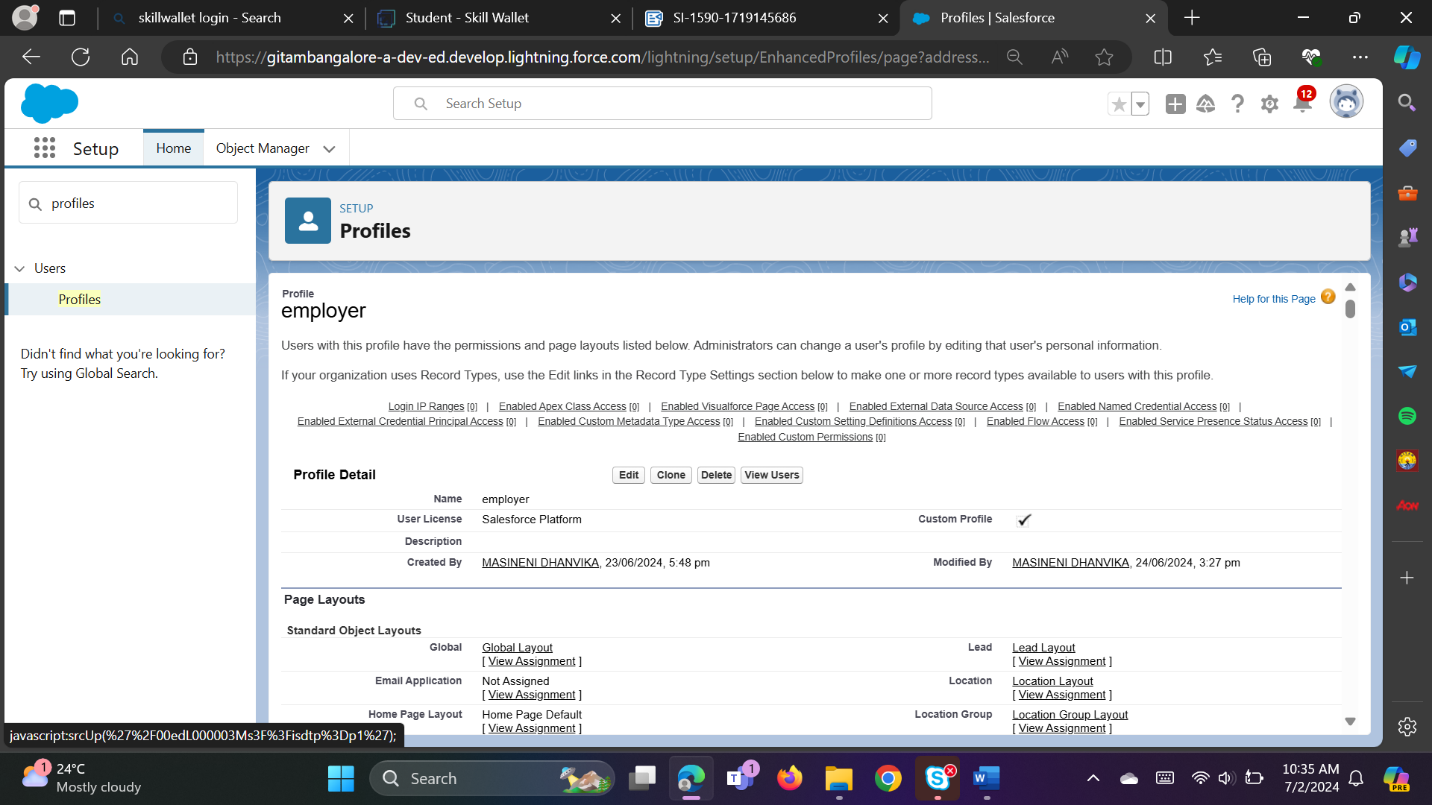 skillwallet login - Search
Student - Skill Wallet
SI-1590-1719145686
Profiles | Salesforce
https://gitambangalore-a-dev-ed.develop.lightning.force.com/lightning/setup/EnhancedProfiles/page?address...
Search Setup
12
Setup
Home
Object Manager
profiles
Users
Profiles
Didn't find what you're looking for?
Try using Global Search.
SETUP
Profiles
Profile
employer
Help for this Page ?
Users with this profile have the permissions and page layouts listed below. Administrators can change a user's profile by editing that user's personal information.
If your organization uses Record Types, use the Edit links in the Record Type Settings section below to make one or more record types available to users with this profile.
Login IP Ranges [0] | Enabled Apex Class Access [0] | Enabled Visualforce Page Access [0] | Enabled External Data Source Access [0] | Enabled Named Credential Access [0] |
Enabled External Credential Principal Access [0] | Enabled Custom Metadata Type Access [0] | Enabled Custom Setting Definitions Access [0] | Enabled Flow Access [0] | Enabled Service Presence Status Access [0] |
Enabled Custom Permissions [0]
Profile Detail
Edit Clone Delete View Users
Name employer
User License Salesforce Platform Custom Profile ✓
Description
Created By MASINENI DHANVIKA, 23/06/2024, 5:48 pm Modified By MASINENI DHANVIKA, 24/06/2024, 3:27 pm
Page Layouts
Standard Object Layouts
Global Global Layout Lead Lead Layout
[ View Assignment ] [ View Assignment ]
Email Application Not Assigned Location Location Layout
[ View Assignment ] [ View Assignment ]
Home Page Layout Home Page Default Location Group Location Group Layout
[ View Assignment ] [ View Assignment ]
javascript:srcUp(%27%2F00edL000003Ms3F%3Fisdtp%3Dp1%27);
AON
1
24°C
Mostly cloudy
Search
1
PRE
10:35 AM
7/2/2024